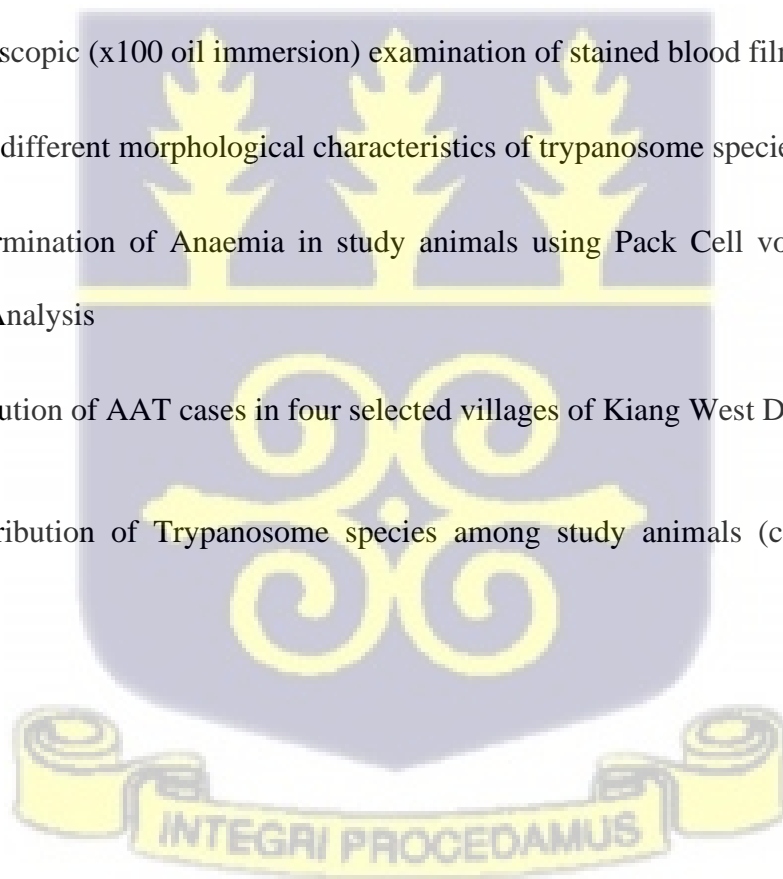 scopic (x100 oil immersion) examination of stained blood film
different morphological characteristics of trypanosome specie
rmination of Anaemia in study animals using Pack Cell vo
Analysis
ution of AAT cases in four selected villages of Kiang West D
ribution of Trypanosome species among study animals (c
INTEGRI PROCEDAMUS